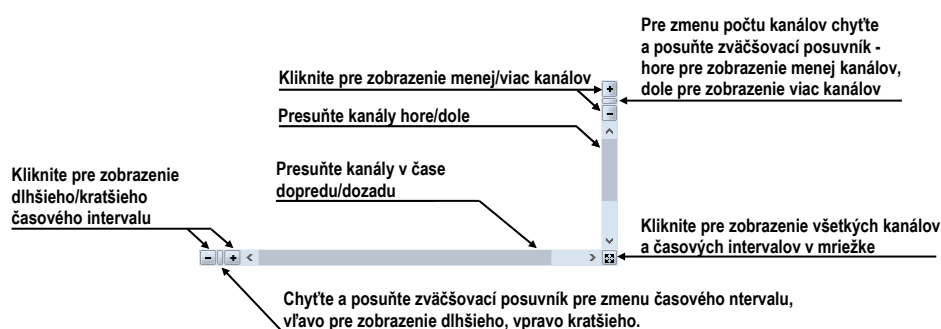 Pre zmenu počtu kanálov chyťte
a posuňte zväčšovací posuvník -
hore pre zobrazenie menej kanálov,
dole pre zobrazenie viac kanálov
Kliknite pre zobrazenie menej/viac kanálov
Presuňte kanály hore/dole
Presuňte kanály v čase
dopredu/dozadu
Kliknite pre zobrazenie
dlhšieho/kratšieho
časového intervalu
Kliknite pre zobrazenie všetkých kanálov
a časových intervalov v mriežke
Chyťte a posuňte zväčšovací posuvník pre zmenu časového ntervalu,
vľavo pre zobrazenie dlhšieho, vpravo kratšieho.